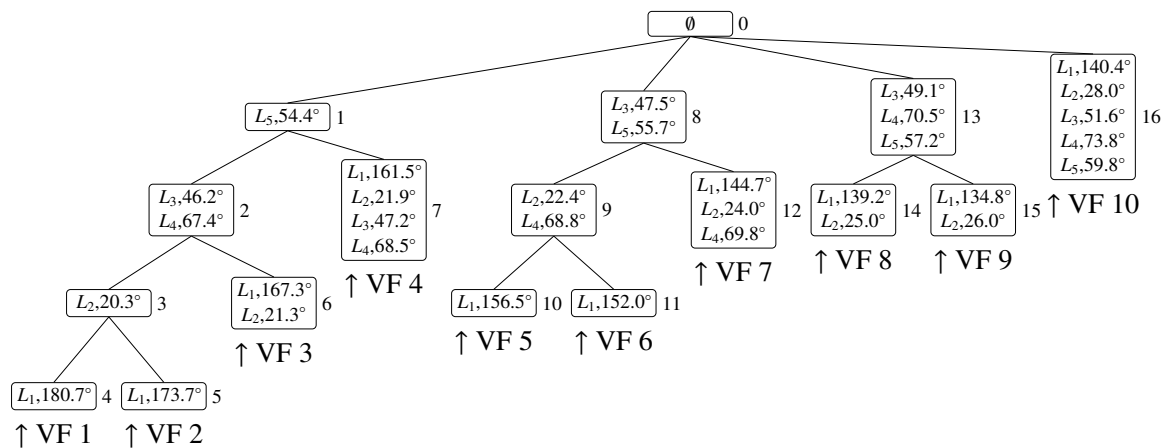 ∅ 0
L₅,54.4° 1
L₃,47.5°
L₅,55.7° 8
L₃,49.1°
L₄,70.5°
L₅,57.2° 13
L₁,140.4°
L₂,28.0°
L₃,51.6°
L₄,73.8°
L₅,59.8° 16
↑ VF 10
L₃,46.2°
L₄,67.4° 2
L₁,161.5°
L₂,21.9°
L₃,47.2°
L₄,68.5° 7
↑ VF 4
L₂,22.4°
L₄,68.8° 9
L₁,144.7°
L₂,24.0°
L₄,69.8° 12
↑ VF 7
L₁,139.2°
L₂,25.0° 14
↑ VF 8
L₁,134.8°
L₂,26.0° 15
↑ VF 9
L₂,20.3° 3
L₁,167.3°
L₂,21.3° 6
↑ VF 3
L₁,156.5° 10
↑ VF 5
L₁,152.0° 11
↑ VF 6
L₁,180.7° 4
↑ VF 1
L₁,173.7° 5
↑ VF 2